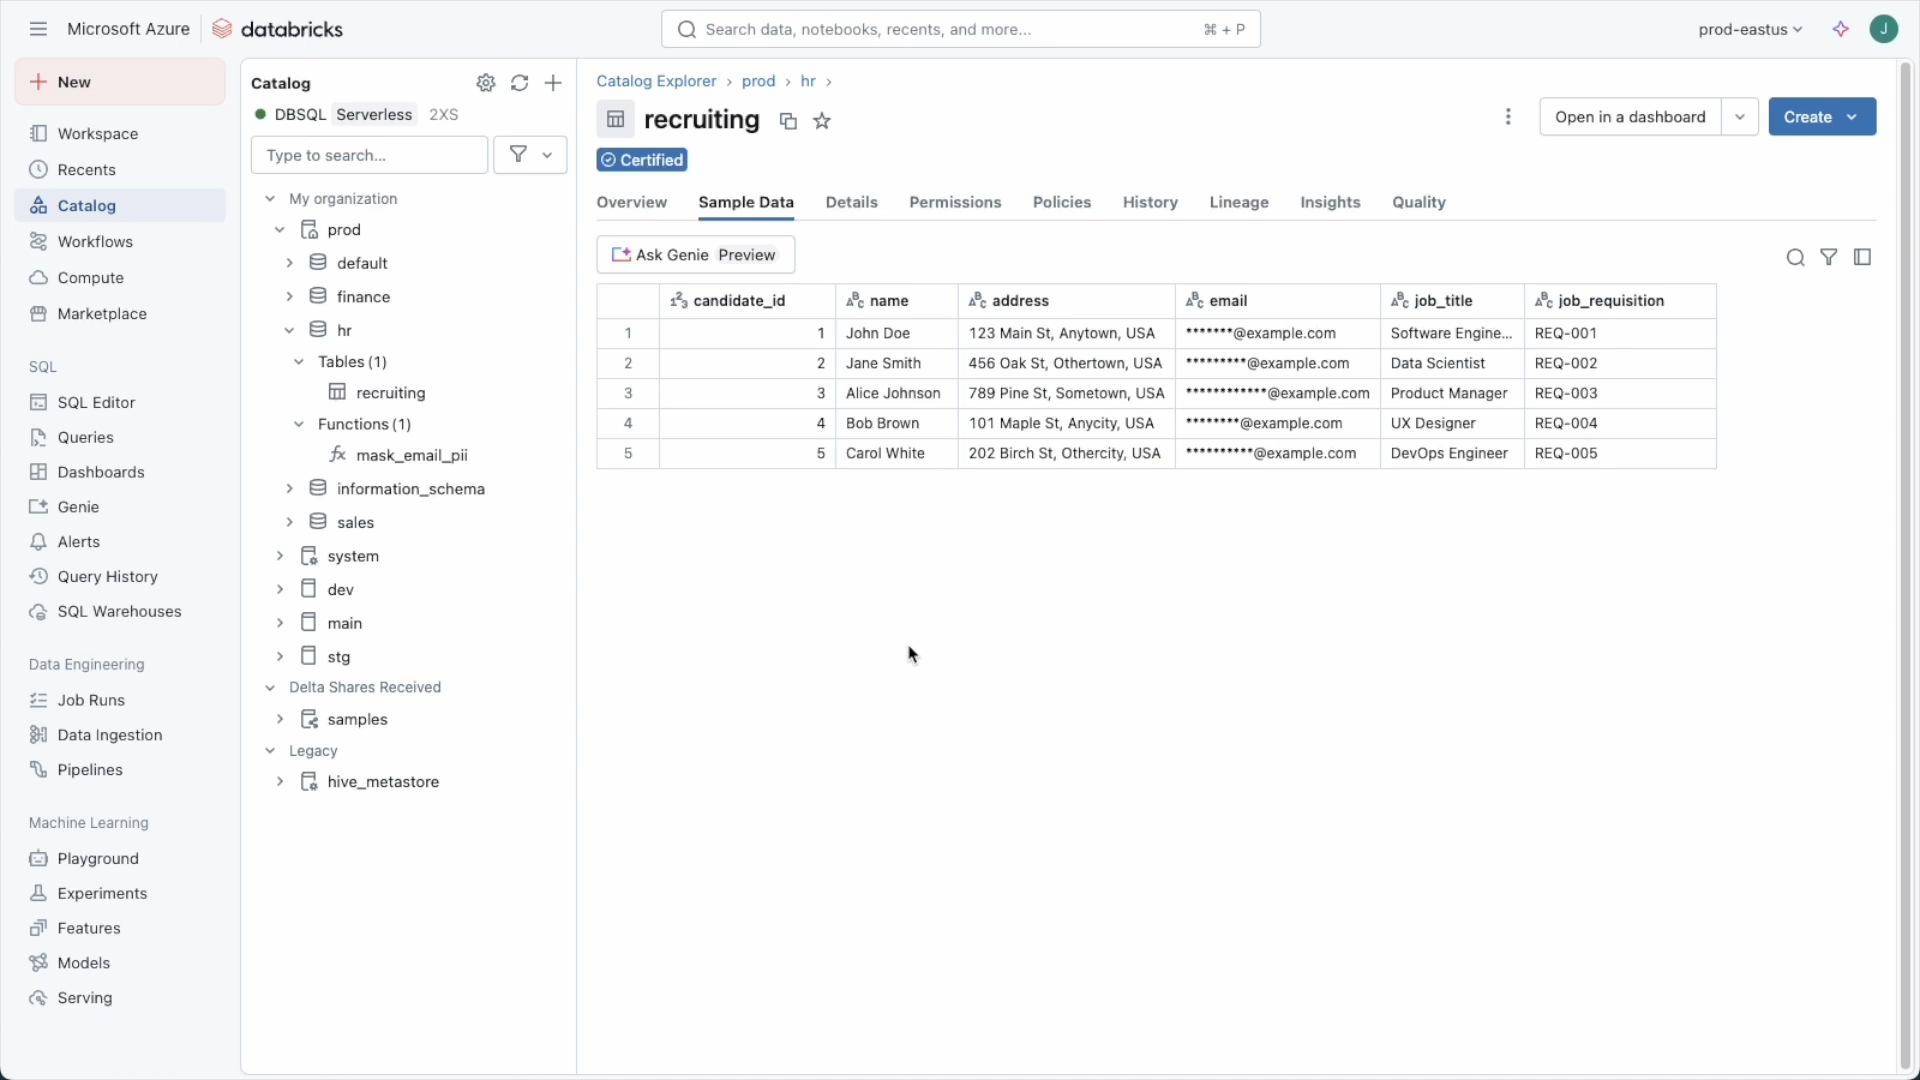 Microsoft Azure databricks
Search data, notebooks, recents, and more... ⌘ + P
prod-eastus
J
New
Workspace
Recents
Catalog
Workflows
Compute
Marketplace
SQL
SQL Editor
Queries
Dashboards
Genie
Alerts
Query History
SQL Warehouses
Data Engineering
Job Runs
Data Ingestion
Pipelines
Machine Learning
Playground
Experiments
Features
Models
Serving
Catalog
DBSQL Serverless 2XS
Type to search...
My organization
prod
default
finance
hr
Tables (1)
recruiting
Functions (1)
fx mask_email_pii
information_schema
sales
system
dev
main
stg
Delta Shares Received
samples
Legacy
hive_metastore
Catalog Explorer › prod › hr ›
recruiting
Open in a dashboard
Create
Certified
Overview Sample Data Details Permissions Policies History Lineage Insights Quality
Ask Genie Preview
candidate_id name address email job_title job_requisition
1 1 John Doe 123 Main St, Anytown, USA *******@example.com Software Engine... REQ-001
2 2 Jane Smith 456 Oak St, Othertown, USA *********@example.com Data Scientist REQ-002
3 3 Alice Johnson 789 Pine St, Sometown, USA ************@example.com Product Manager REQ-003
4 4 Bob Brown 101 Maple St, Anycity, USA ********@example.com UX Designer REQ-004
5 5 Carol White 202 Birch St, Othercity, USA **********@example.com DevOps Engineer REQ-005